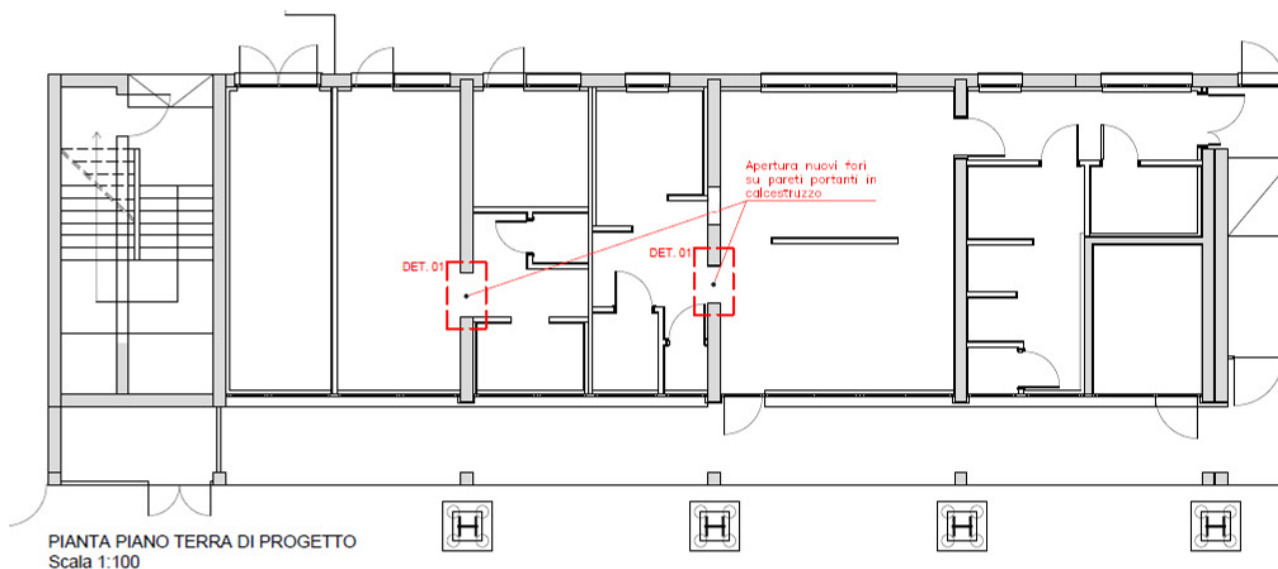 Apertura nuovi fori
su pareti portanti in
calcestruzzo
DET. 01
DET. 01
PIANTA PIANO TERRA DI PROGETTO
Scala 1:100